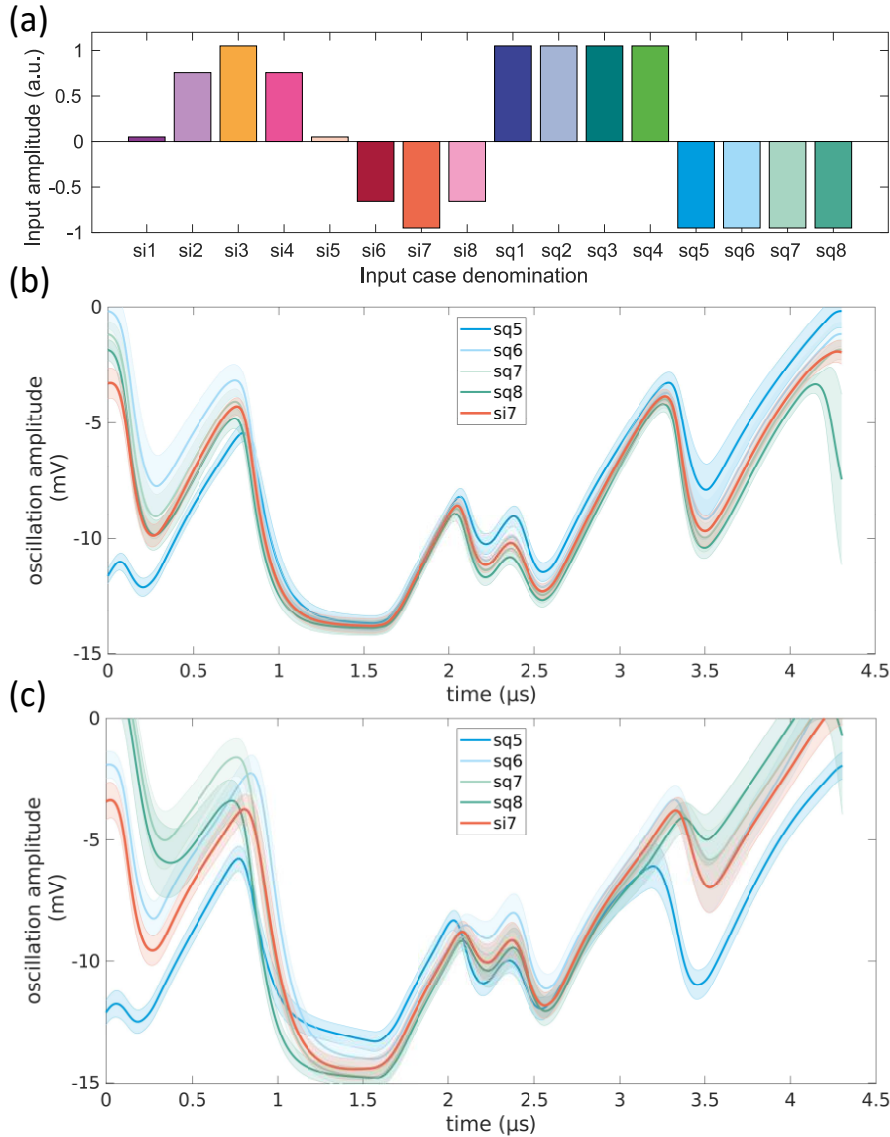 (a)
Input amplitude (a.u.)
1
0.5
0
-0.5
-1
si1 si2 si3 si4 si5 si6 si7 si8 sq1 sq2 sq3 sq4 sq5 sq6 sq7 sq8
Input case denomination
(b)
oscillation amplitude
(mV)
0
-5
-10
-15
sq5
sq6
sq7
sq8
si7
0 0.5 1 1.5 2 2.5 3 3.5 4 4.5
time (μs)
(c)
oscillation amplitude
(mV)
0
-5
-10
-15
sq5
sq6
sq7
sq8
si7
0 0.5 1 1.5 2 2.5 3 3.5 4 4.5
time (μs)